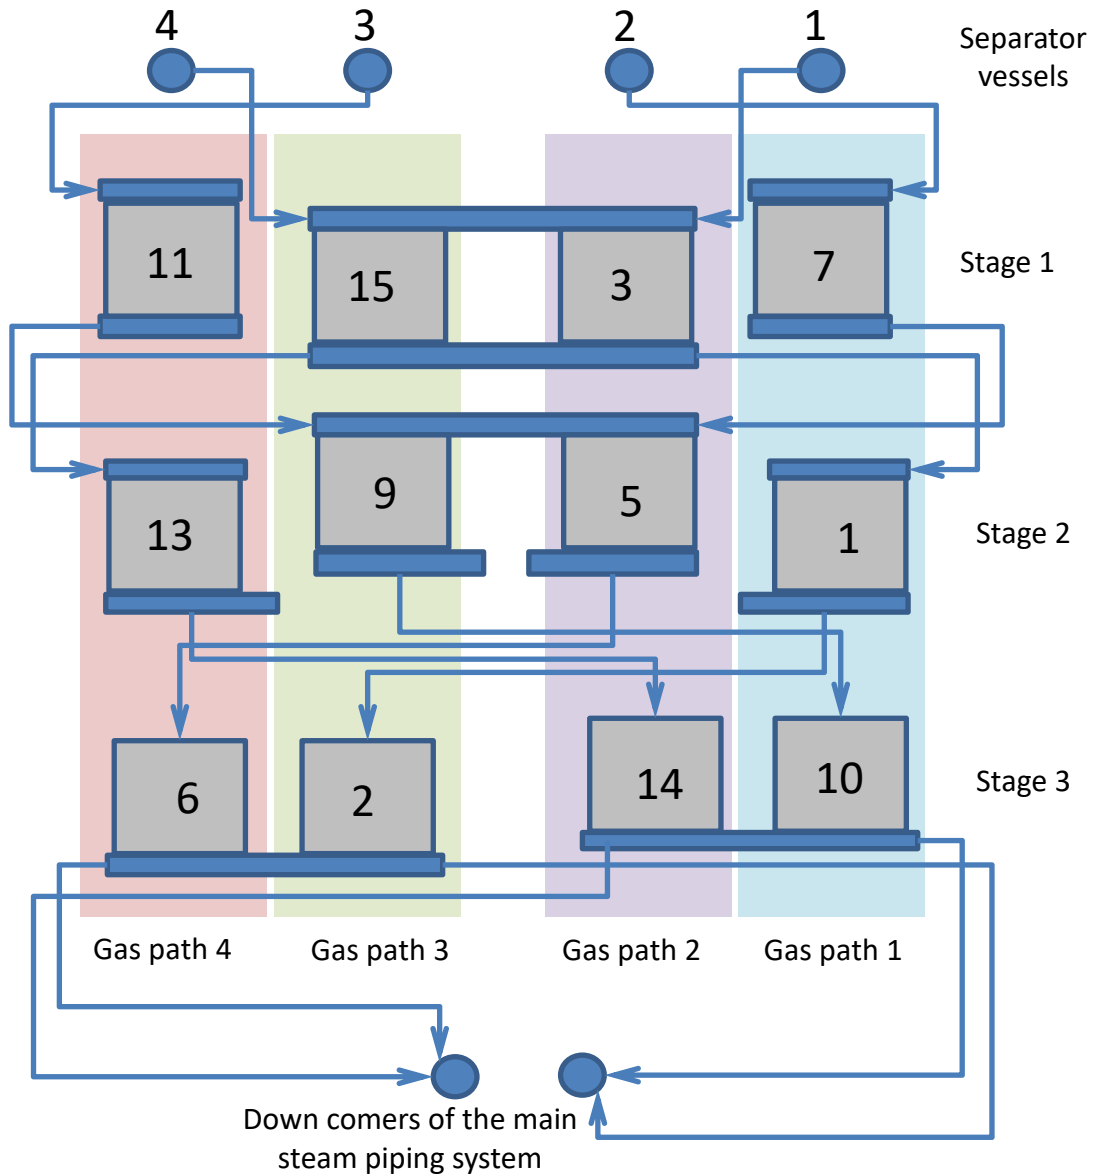 4 3 2 1
Separator
vessels
11 15 3 7
Stage 1
13 9 5 1
Stage 2
6 2 14 10
Stage 3
Gas path 4 Gas path 3 Gas path 2 Gas path 1
Down comers of the main
steam piping system